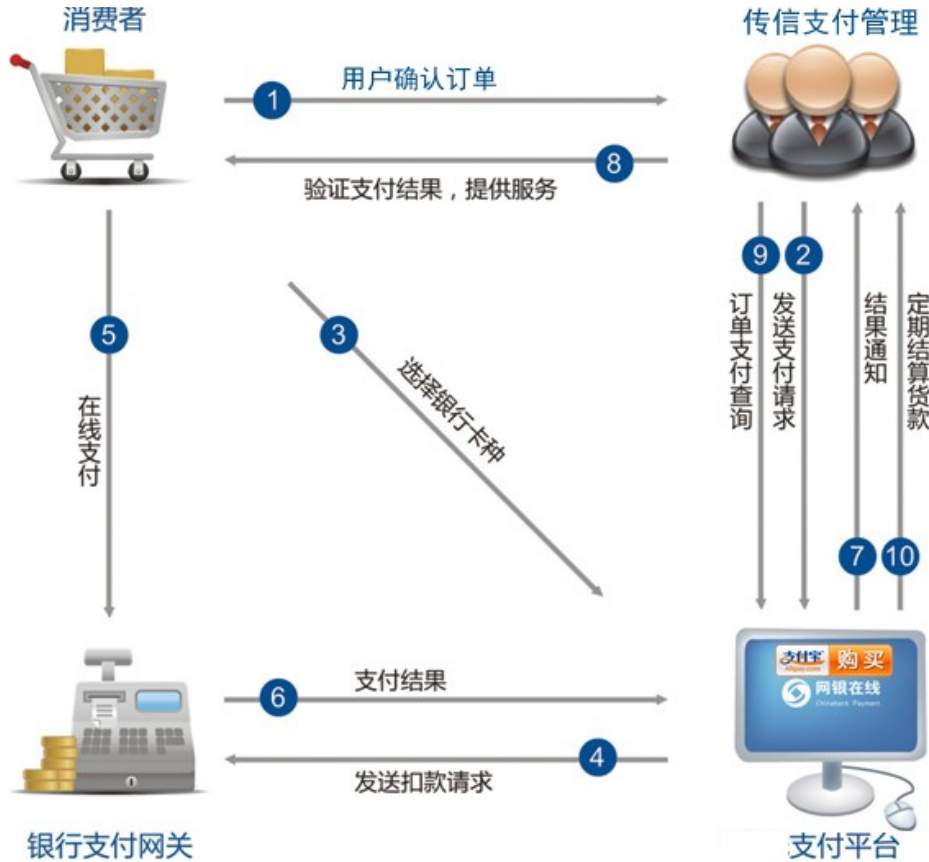 消费者
传信支付管理
1
用户确认订单
8
验证支付结果，提供服务
9
2
5
3
订单支付查询
发送支付请求
结果通知
定期结算货款
选择银行卡种
在线支付
7
10
支付宝
Alipay.com
购买
网银在线
Chinabank Payment
6
支付结果
4
发送扣款请求
银行支付网关
支付平台